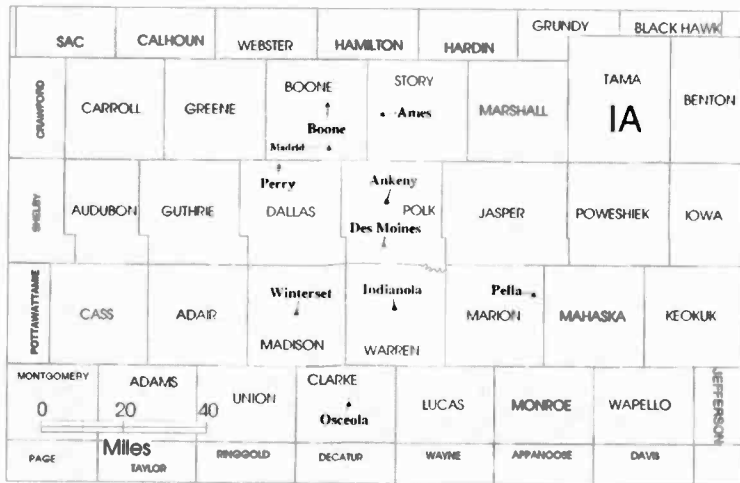 GRUNDY BLACK HAWK
SAC CALHOUN WEBSTER HAMILTON HARDIN
TAMA
CRAWFORD CARROLL GREENE BOONE STORY MARSHALL BENTON
IA
Ames
Boone
Madrid
Perry Ankeny
SHELBY AUDUBON GUTHRIE DALLAS POLK JASPER POWESHIEK IOWA
Des Moines
Winterset Indianola Pella
POTTAWATTAMIE CASS ADAIR MARION MAHASKA KEOKUK
MADISON WARREN
MONTGOMERY ADAMS CLARKE JEFFERSON
UNION LUCAS MONROE WAPELLO
0 20 40
Osceola
Miles
PAGE TAYLOR RINGGOLD DECATUR WAYNE APPANOOSE DAVIS